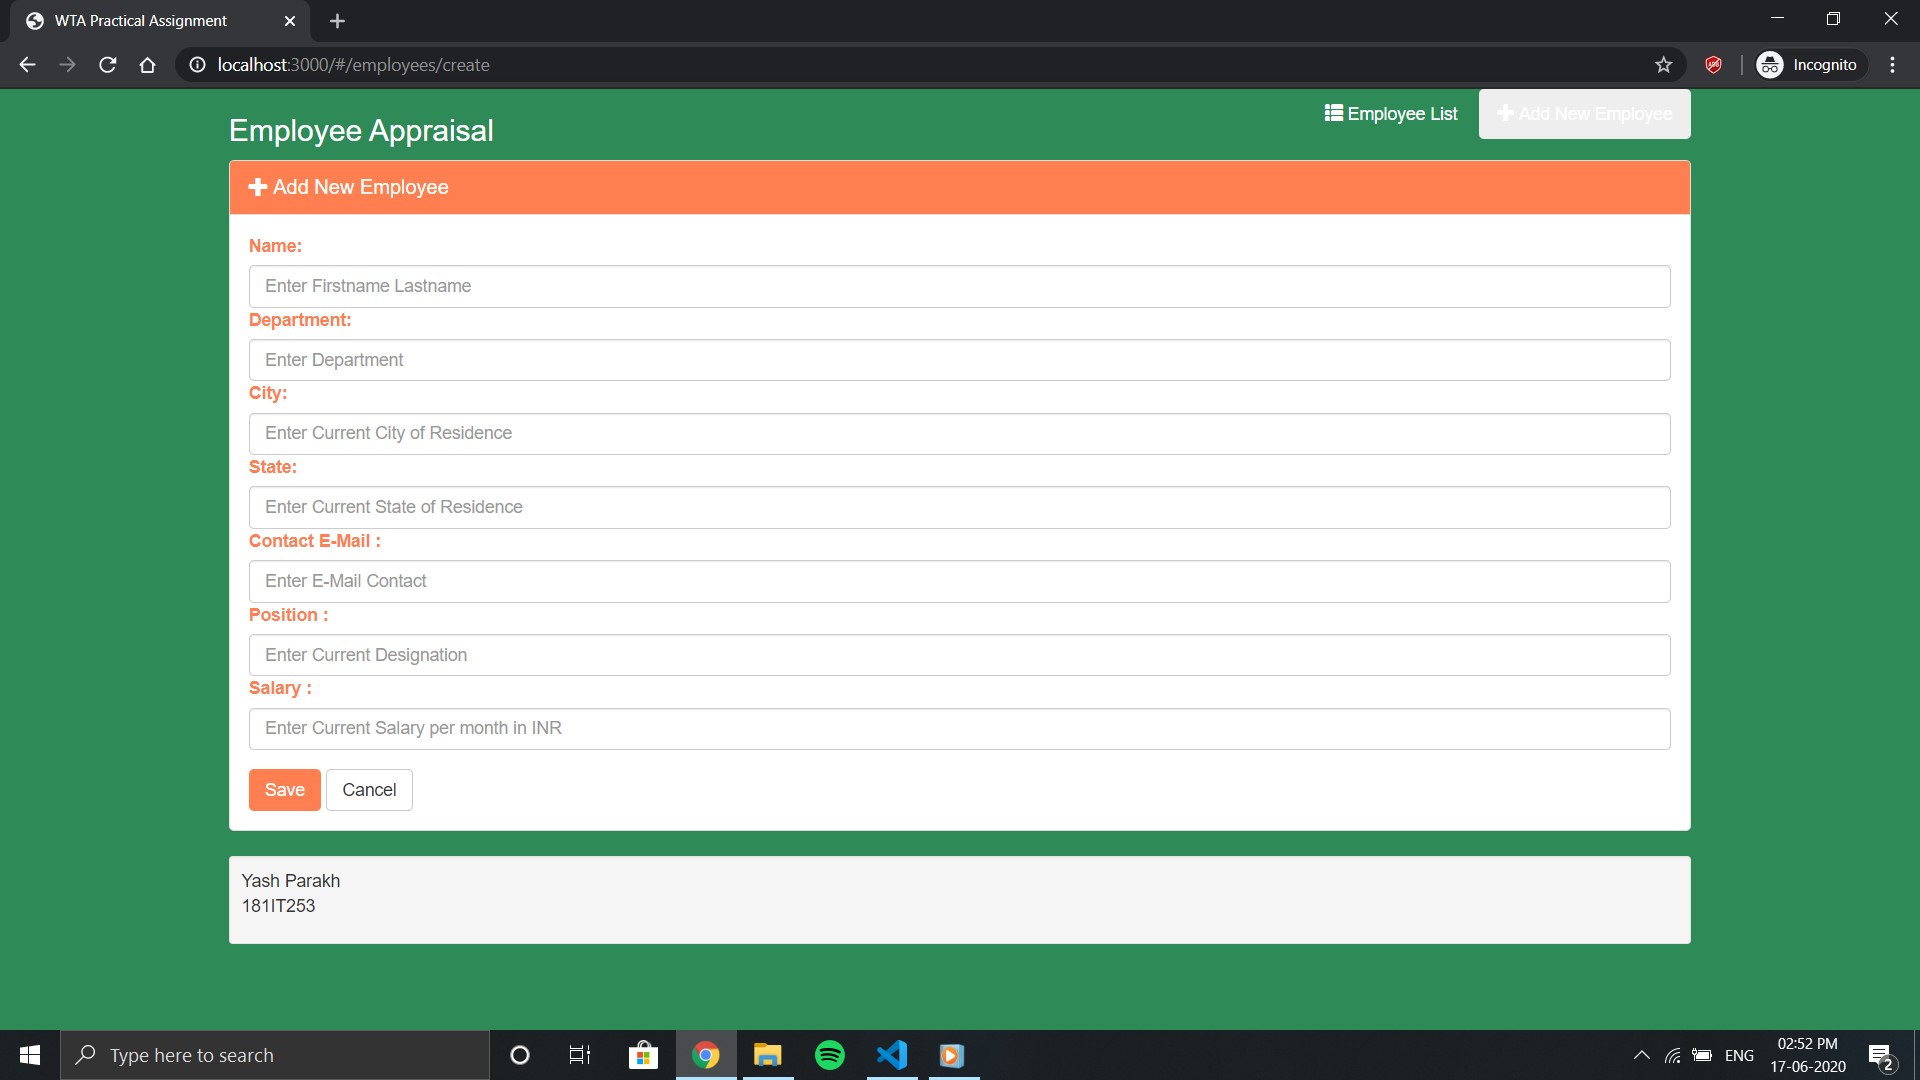 WTA Practical Assignment
localhost:3000/#/employees/create
Incognito
Employee Appraisal
Employee List
Add New Employee
Add New Employee
Name:
Enter Firstname Lastname
Department:
Enter Department
City:
Enter Current City of Residence
State:
Enter Current State of Residence
Contact E-Mail :
Enter E-Mail Contact
Position :
Enter Current Designation
Salary :
Enter Current Salary per month in INR
Save Cancel
Yash Parakh
181IT253
Type here to search
ENG
02:52 PM
17-06-2020
2